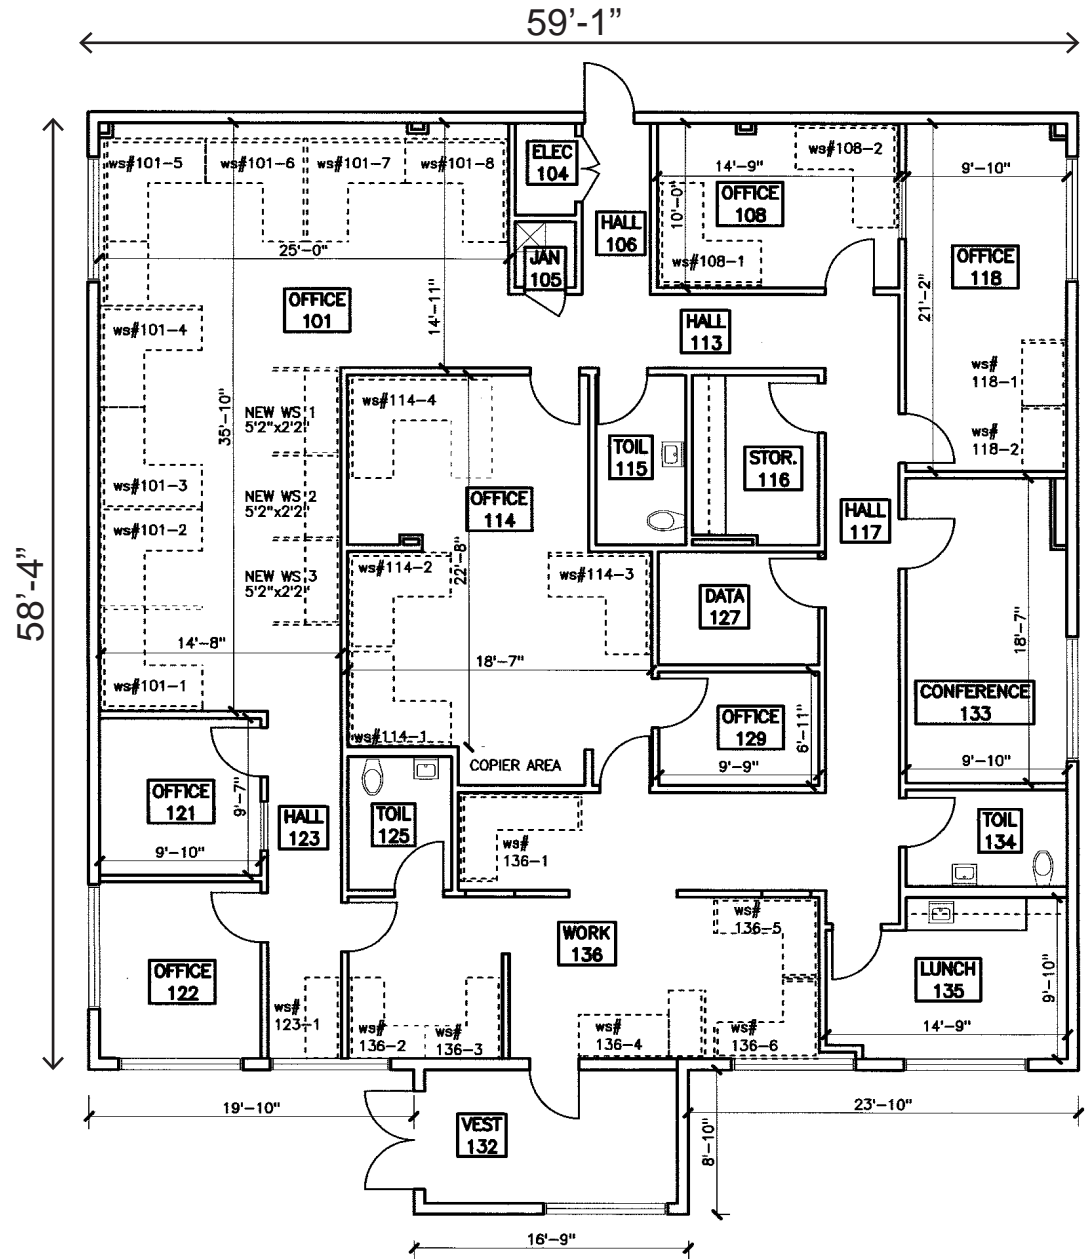 59'-1"
58'-4"
ws#101-5
ws#101-6
ws#101-7
ws#101-8
ELEC
104
ws#108-2
14'-9"
9'-10"
OFFICE
108
10'-0"
HALL
106
25'-0"
JAN
105
ws#108-1
OFFICE
118
OFFICE
101
14'-11"
21'-2"
ws#101-4
HALL
113
ws#
118-1
NEW WS 1
5'2"x2'2"
ws#114-4
35'-10"
TOIL
115
STOR.
116
ws#
118-2
ws#101-3
NEW WS 2
5'2"x2'2"
OFFICE
114
HALL
117
ws#101-2
22'-8"
NEW WS 3
5'2"x2'2"
ws#114-2
ws#114-3
DATA
127
14'-8"
18'-7"
18'-7"
ws#101-1
CONFERENCE
133
OFFICE
129
6'-11"
ws#114-1
COPIER AREA
9'-9"
9'-10"
OFFICE
121
9'-7"
HALL
123
TOIL
125
TOIL
134
9'-10"
ws#
136-1
ws#
136-5
WORK
136
OFFICE
122
LUNCH
135
9'-10"
ws#
123-1
ws#
136-2
ws#
136-3
ws#
136-4
ws#
136-6
14'-9"
19'-10"
23'-10"
VEST
132
8'-10"
16'-9"